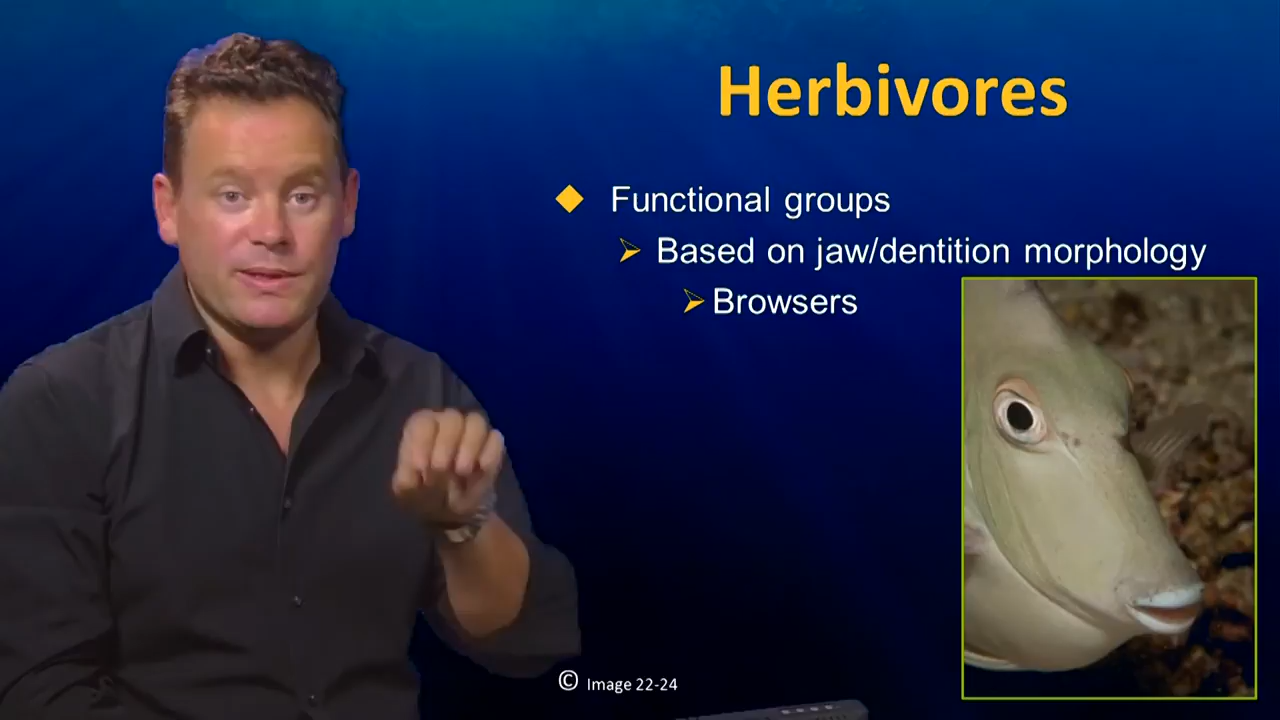 Herbivores
Functional groups
Based on jaw/dentition morphology
Browsers
© Image 22-24